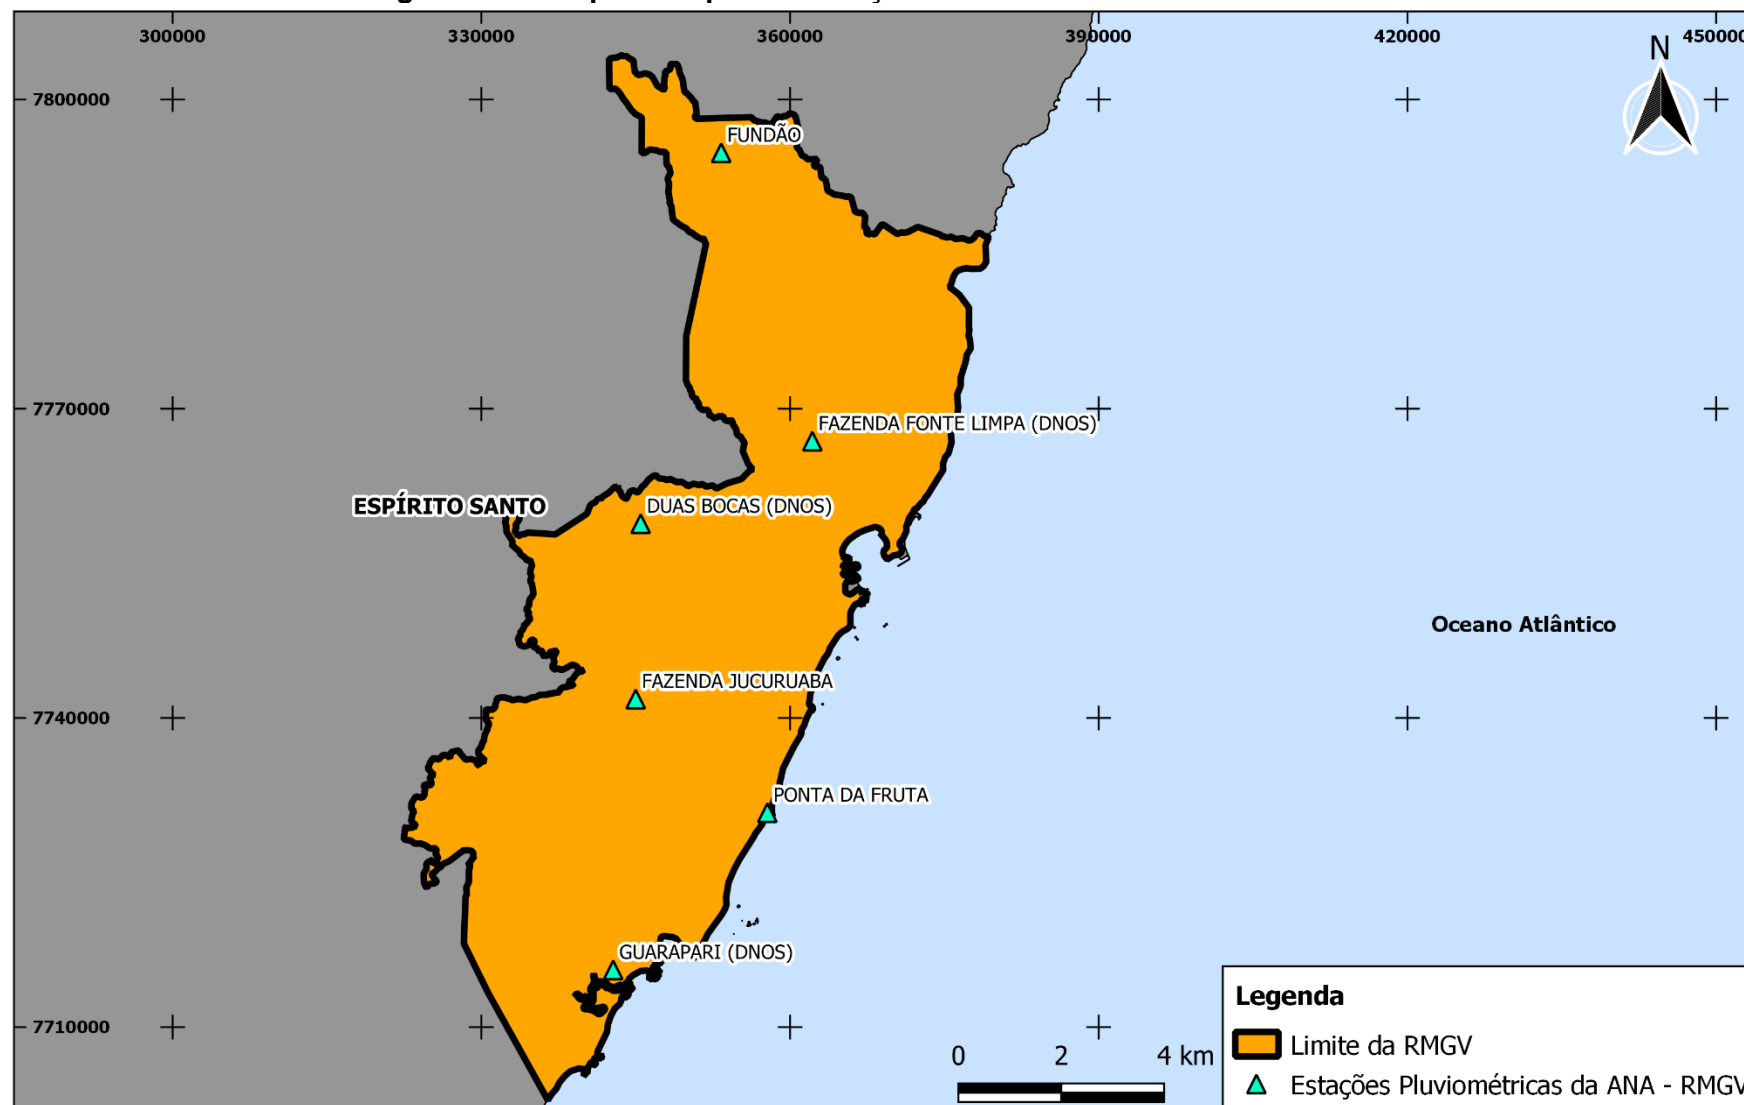 300000 330000 360000 390000 420000 45000
N
7800000
FUNDÃO
7770000
FAZENDA FONTE LIMPA (DNOS)
ESPÍRITO SANTO
DUAS BOCAS (DNOS)
Oceano Atlântico
FAZENDA JUCURUABA
7740000
PONTA DA FRUTA
GUARAPARI (DNOS)
7710000
0 2 4 km
Legenda
Limite da RMGV
Estações Pluviométricas da ANA - RMGV